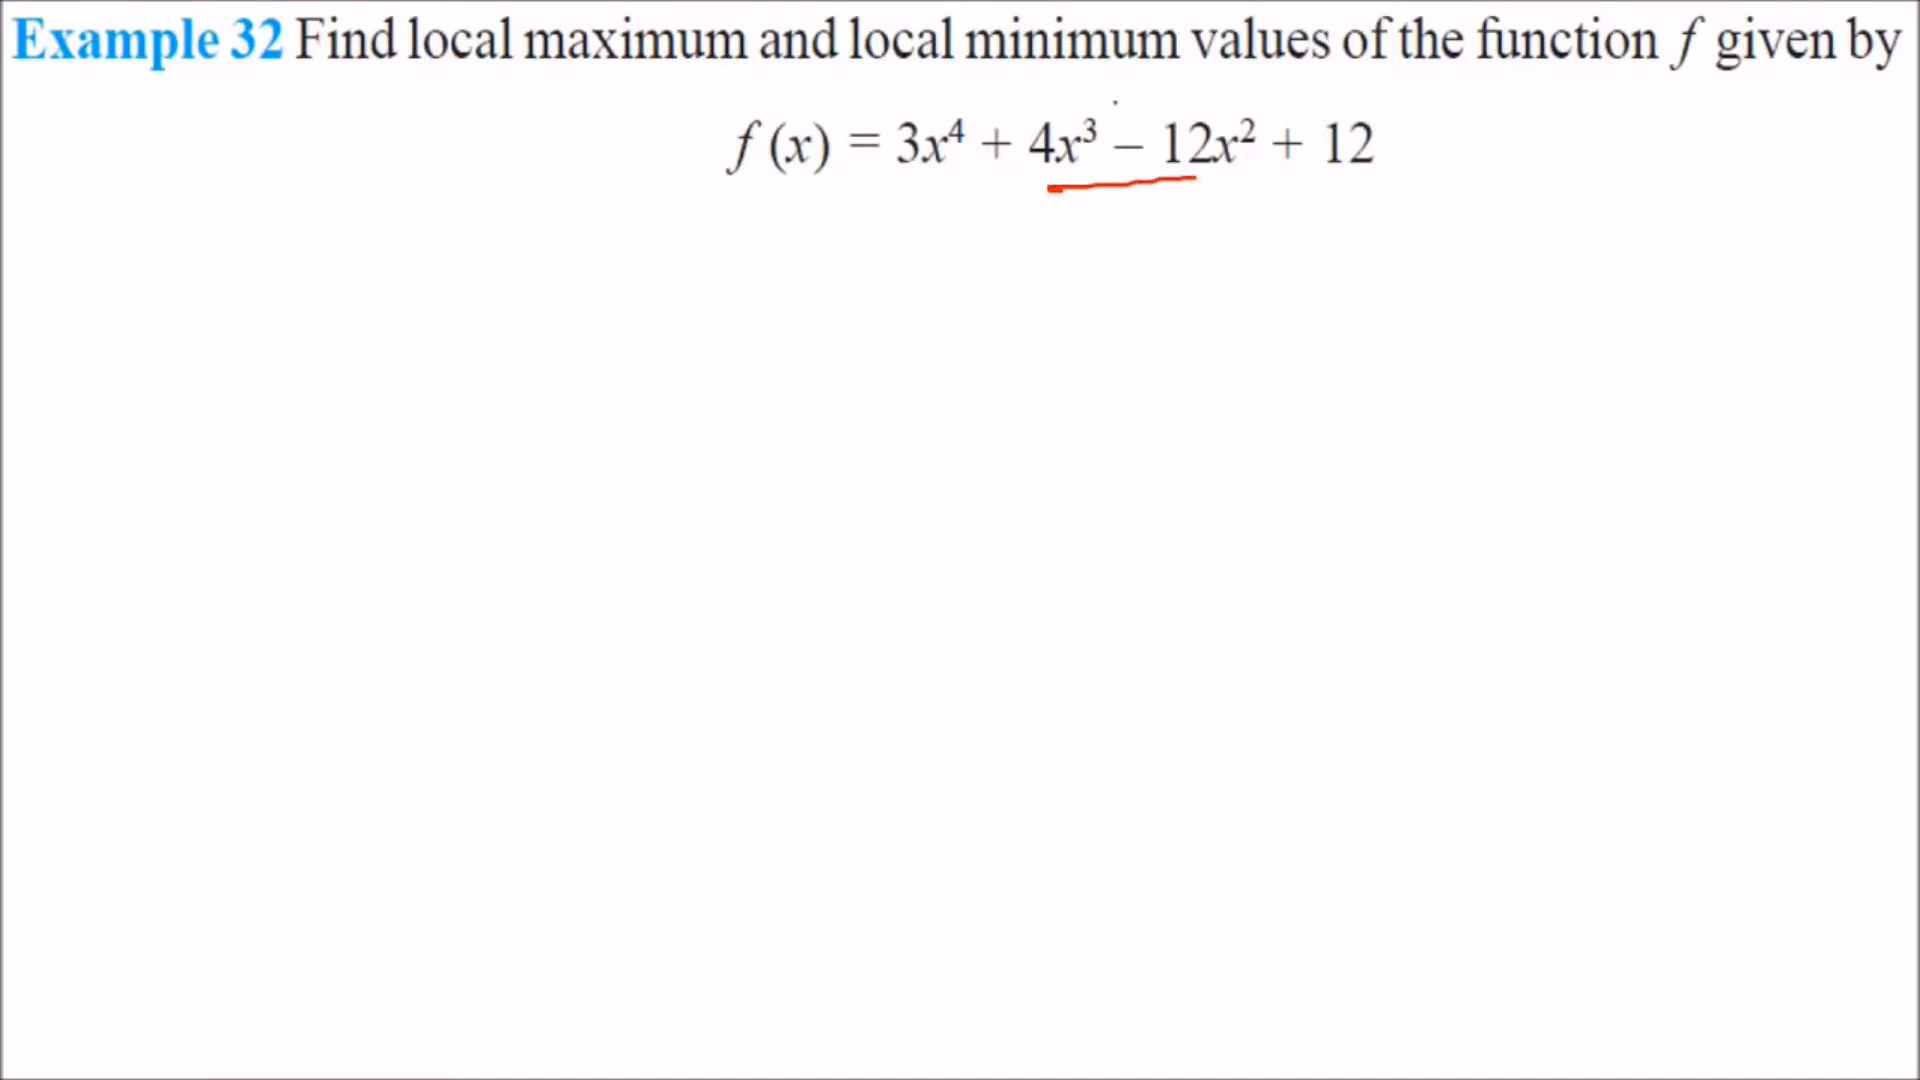 Example 32 Find local maximum and local minimum values of the function f given by
f (x) = 3x⁴ + 4x³ – 12x² + 12